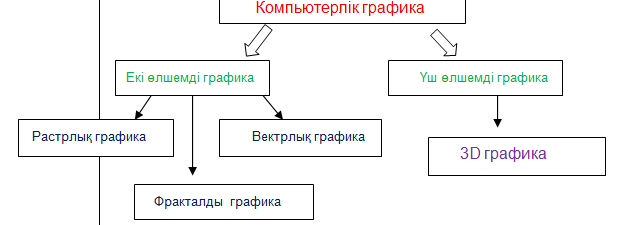 Компьютерлік графика
Екі өлшемді графика
Үш өлшемді графика
Растрлық графика
Вектрлық графика
3D графика
Фракталды графика